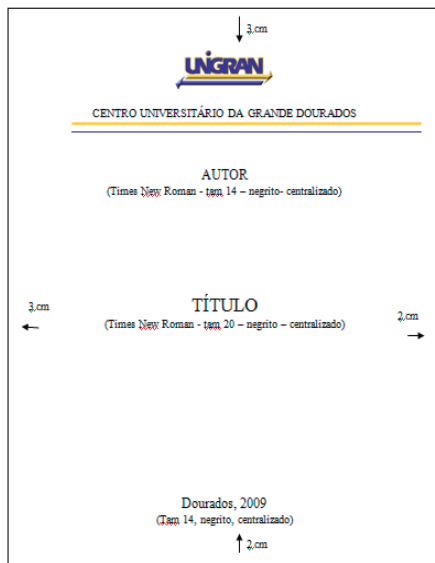 3,cm
UNIGRAN
CENTRO UNIVERSITÁRIO DA GRANDE DOURADOS
AUTOR
(Times New Roman - tam 14 – negrito- centralizado)
3,cm
TÍTULO
2,cm
(Times New Roman - tam 20 – negrito – centralizado)
Dourados, 2009
(Tam 14, negrito, centralizado)
2,cm